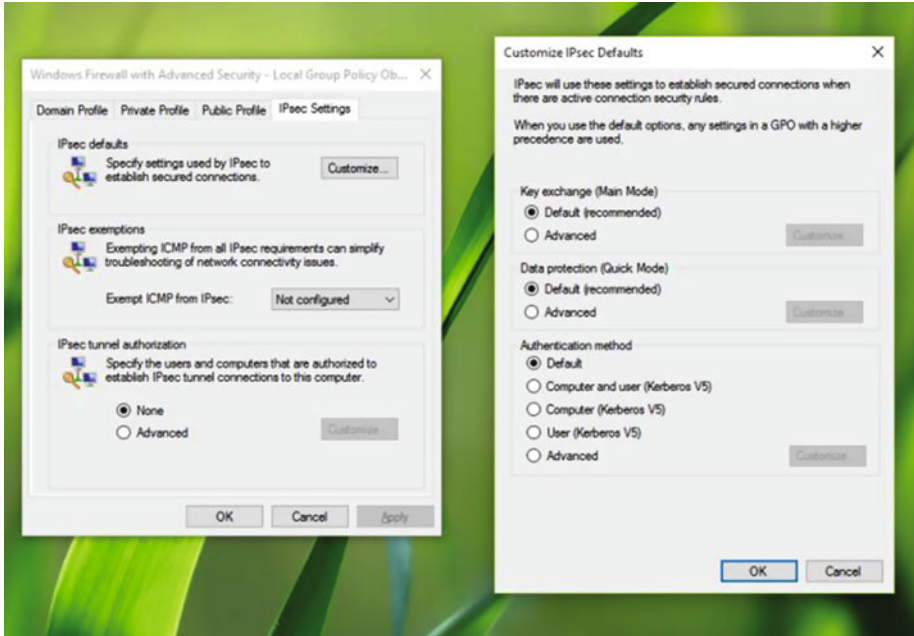 Windows Firewall with Advanced Security - Local Group Policy Ob...
Domain Profile Private Profile Public Profile IPsec Settings
IPsec defaults
Specify settings used by IPsec to
establish secured connections.
Customize...
IPsec exemptions
Exempting ICMP from all IPsec requirements can simplify
troubleshooting of network connectivity issues.
Exempt ICMP from IPsec: Not configured
IPsec tunnel authorization
Specify the users and computers that are authorized to
establish IPsec tunnel connections to this computer.
None
Advanced
Customize...
OK Cancel Apply
Customize IPsec Defaults
IPsec will use these settings to establish secured connections when
there are active connection security rules.
When you use the default options, any settings in a GPO with a higher
precedence are used.
Key exchange (Main Mode)
Default (recommended)
Advanced
Customize...
Data protection (Quick Mode)
Default (recommended)
Advanced
Customize...
Authentication method
Default
Computer and user (Kerberos V5)
Computer (Kerberos V5)
User (Kerberos V5)
Advanced
Customize...
OK Cancel